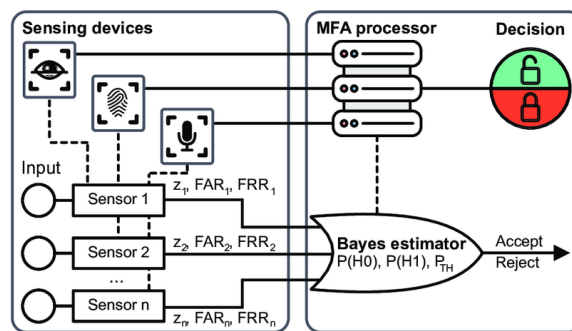 Sensing devices
MFA processor
Decision
Input
Sensor 1
z1, FAR1, FRR1
Sensor 2
z2, FAR2, FRR2
...
Sensor n
zn, FARn, FRRn
Bayes estimator
P(H0), P(H1), PTH
Accept
Reject